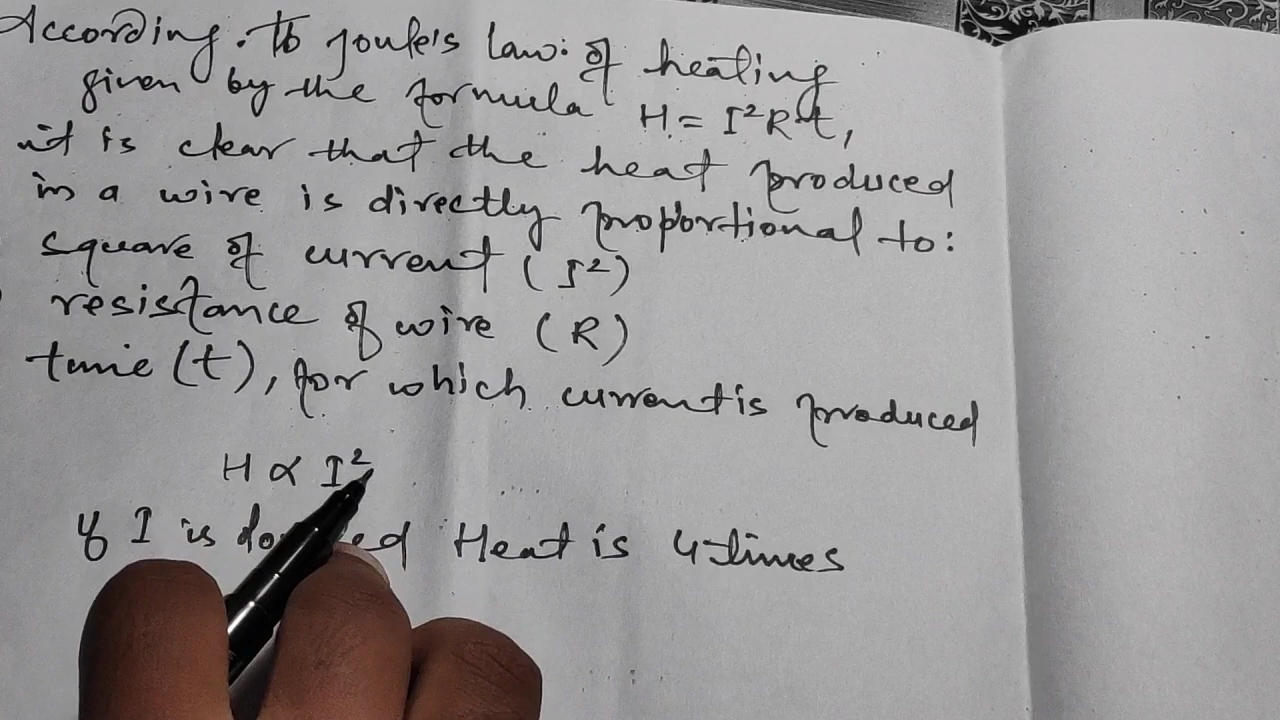 According to Joule's law of heating
given by the formula H = I²Rt,
it is clear that the heat produced
in a wire is directly proportional to:
square of current (I²)
resistance of wire (R)
time (t), for which current is produced
H ∝ I²
If I is Heat is 4 times